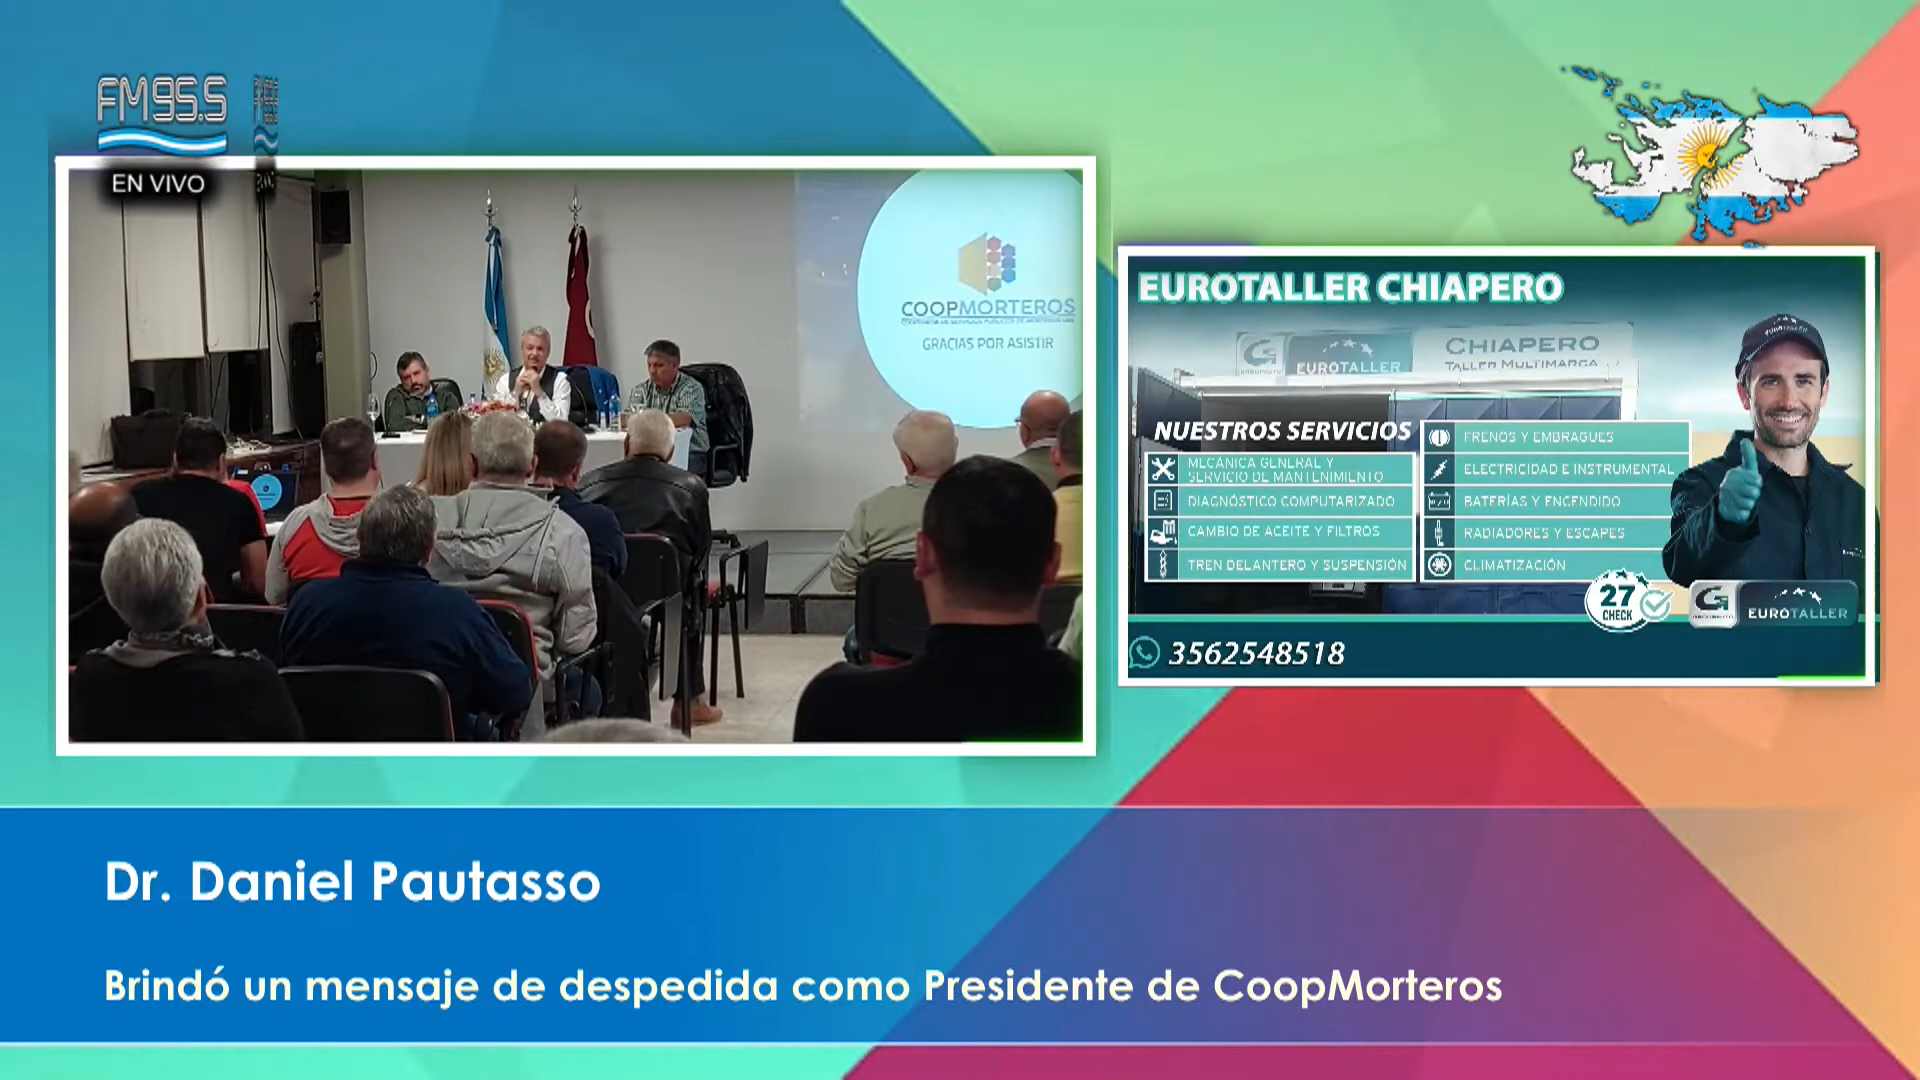 FM95.5
EN VIVO
COOPMORTEROS
GRACIAS POR ASISTIR
EUROTALLER CHIAPERO
EUROTALLER
CHIAPERO
TALLER MULTIMARCA
NUESTROS SERVICIOS
MECÁNICA GENERAL Y
SERVICIO DE MANTENIMIENTO
DIAGNÓSTICO COMPUTARIZADO
CAMBIO DE ACEITE Y FILTROS
TREN DELANTERO Y SUSPENSIÓN
FRENOS Y EMBRAGUES
ELECTRICIDAD E INSTRUMENTAL
BATERÍAS Y ENCENDIDO
RADIADORES Y ESCAPES
CLIMATIZACIÓN
EUROTALLER
27
CHECK
EUROTALLER
3562548518
Dr. Daniel Pautasso
Brindó un mensaje de despedida como Presidente de CoopMorteros